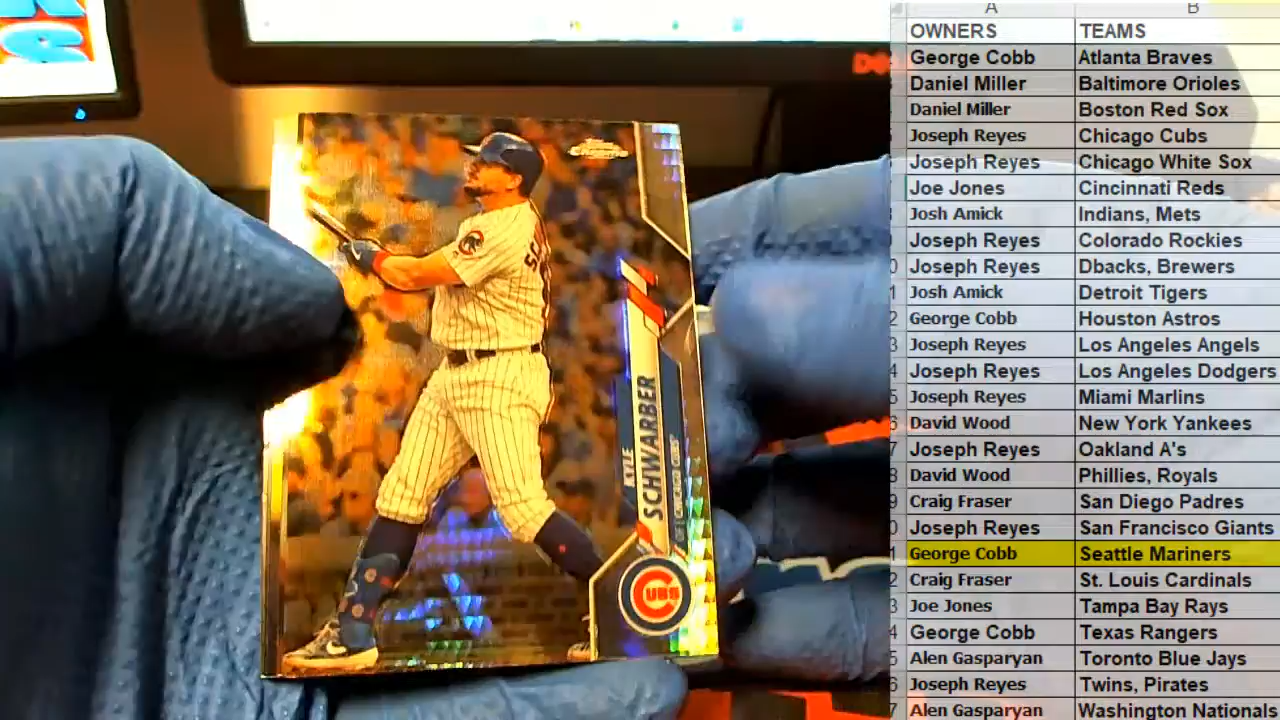 A B
OWNERS TEAMS
George Cobb Atlanta Braves
Daniel Miller Baltimore Orioles
Daniel Miller Boston Red Sox
Joseph Reyes Chicago Cubs
Joseph Reyes Chicago White Sox
Joe Jones Cincinnati Reds
Josh Amick Indians, Mets
Joseph Reyes Colorado Rockies
Joseph Reyes Dbacks, Brewers
Josh Amick Detroit Tigers
George Cobb Houston Astros
Joseph Reyes Los Angeles Angels
Joseph Reyes Los Angeles Dodgers
Joseph Reyes Miami Marlins
David Wood New York Yankees
Joseph Reyes Oakland A's
David Wood Phillies, Royals
Craig Fraser San Diego Padres
Joseph Reyes San Francisco Giants
George Cobb Seattle Mariners
Craig Fraser St. Louis Cardinals
Joe Jones Tampa Bay Rays
George Cobb Texas Rangers
Alen Gasparyan Toronto Blue Jays
Joseph Reyes Twins, Pirates
Alen Gasparyan Washington Nationals
KYLE
SCHWARBER
OF | CHICAGO CUBS
CUBS